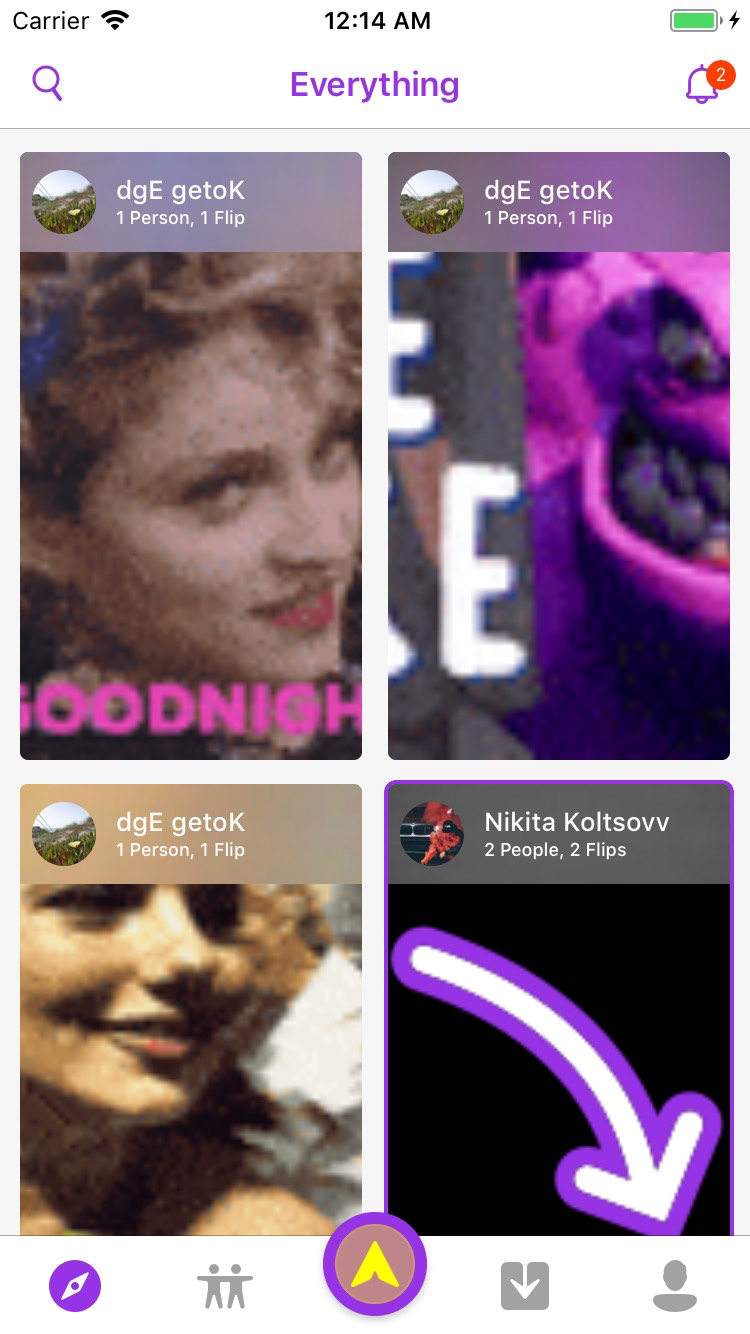 Carrier 12:14 AM
Everything
2
dgE getoK
1 Person, 1 Flip
dgE getoK
1 Person, 1 Flip
E
E
GOODNIGH
dgE getoK
1 Person, 1 Flip
Nikita Koltsovv
2 People, 2 Flips